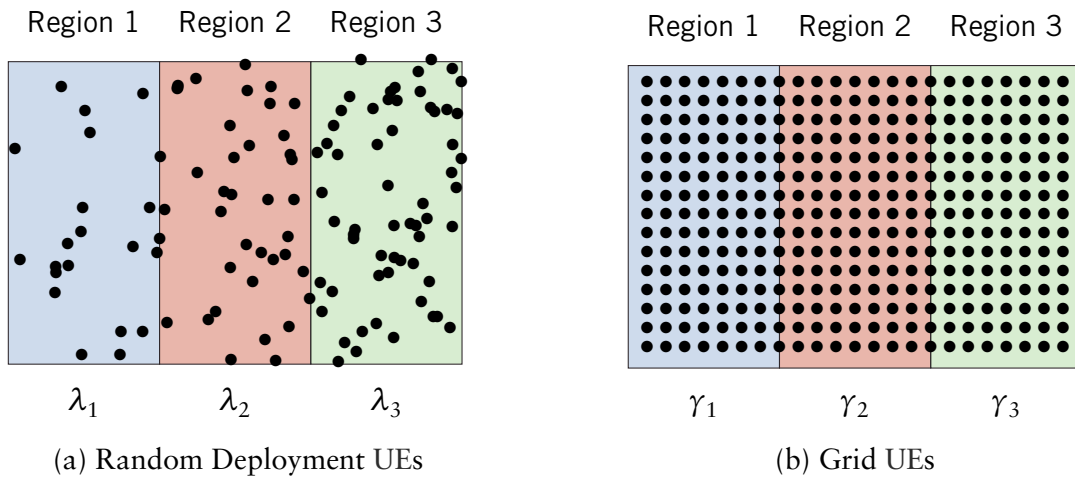 Region 1 Region 2 Region 3
λ₁ λ₂ λ₃
(a) Random Deployment UEs
Region 1 Region 2 Region 3
γ₁ γ₂ γ₃
(b) Grid UEs